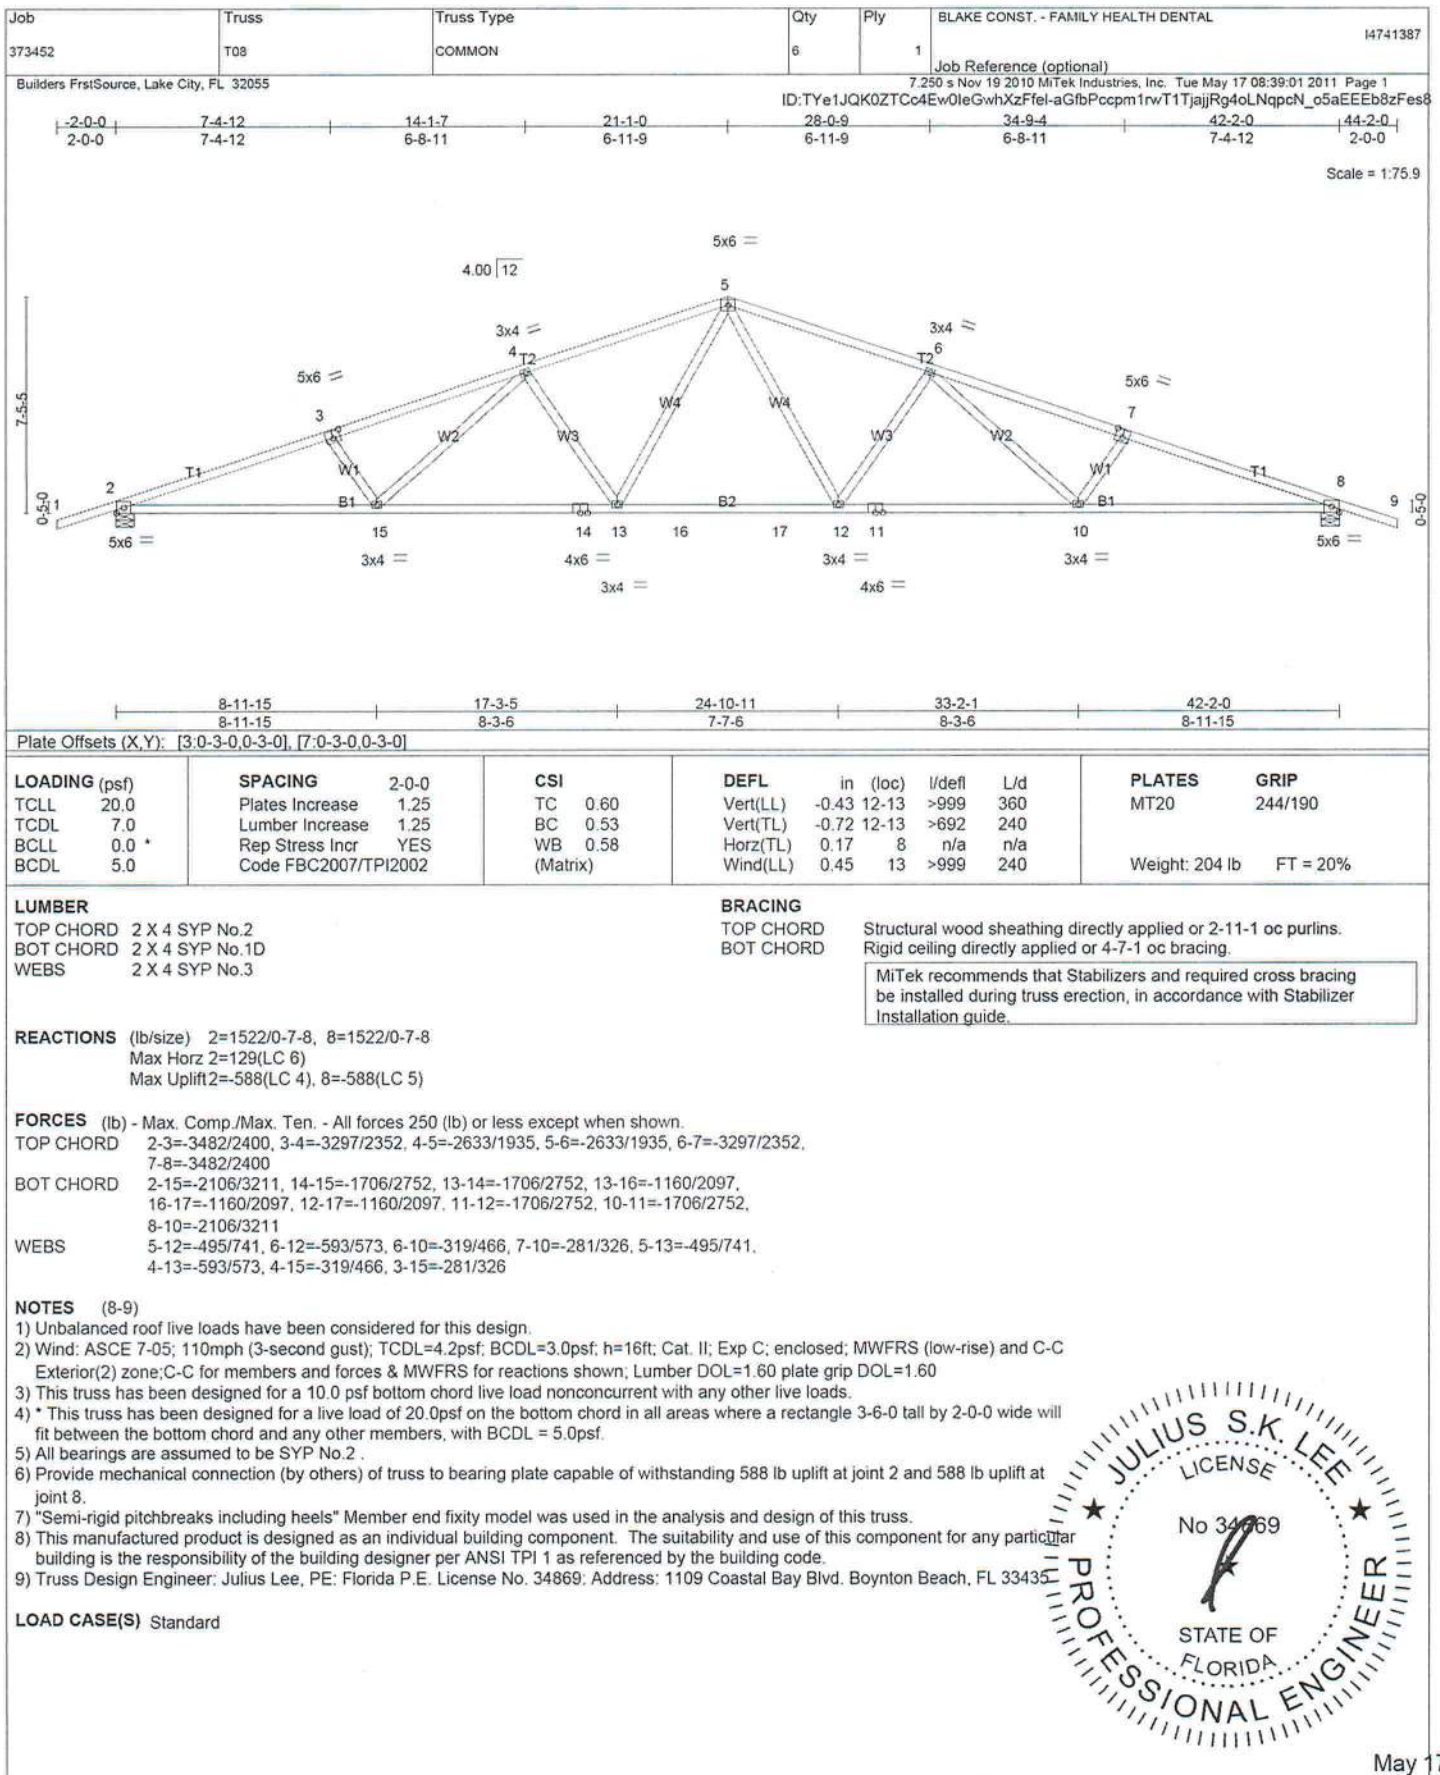 Job Truss Truss Type Qty Ply BLAKE CONST. - FAMILY HEALTH DENTAL
I4741387
373452 T08 COMMON 6 1
Job Reference (optional)
Builders FrstSource, Lake City, FL 32055 7.250 s Nov 19 2010 MiTek Industries, Inc. Tue May 17 08:39:01 2011 Page 1
ID:TYe1JQK0ZTCc4Ew0IeGwhXzFfeI-aGfbPccpm1rwT1TjajjRg4oLNqpcN_o5aEEEb8zFes8
-2-0-0 7-4-12 14-1-7 21-1-0 28-0-9 34-9-4 42-2-0 44-2-0
2-0-0 7-4-12 6-8-11 6-11-9 6-11-9 6-8-11 7-4-12 2-0-0
Scale = 1:75.9
5x6 =
4.00 12
5
3x4 =
3x4 =
4 T2
T2 6
5x6 =
5x6 =
7-5-5
3
W4
W4
7
W2
W3
W3
W2
2
T1
W1
W1
T1
8
0-5-0
1
B1
B2
B1
9
0-5-0
5x6 =
15
14
13
16
17
12
11
10
5x6 =
3x4 =
4x6 =
3x4 =
3x4 =
3x4 =
4x6 =
8-11-15 17-3-5 24-10-11 33-2-1 42-2-0
8-11-15 8-3-6 7-7-6 8-3-6 8-11-15
Plate Offsets (X,Y): [3:0-3-0,0-3-0], [7:0-3-0,0-3-0]
LOADING (psf) SPACING 2-0-0 CSI DEFL in (loc) l/defl L/d PLATES GRIP
TCLL 20.0 Plates Increase 1.25 TC 0.60 Vert(LL) -0.43 12-13 >999 360 MT20 244/190
TCDL 7.0 Lumber Increase 1.25 BC 0.53 Vert(TL) -0.72 12-13 >692 240
BCLL 0.0 * Rep Stress Incr YES WB 0.58 Horz(TL) 0.17 8 n/a n/a
BCDL 5.0 Code FBC2007/TPI2002 (Matrix) Wind(LL) 0.45 13 >999 240 Weight: 204 lb FT = 20%
LUMBER BRACING
TOP CHORD 2 X 4 SYP No.2 TOP CHORD Structural wood sheathing directly applied or 2-11-1 oc purlins.
BOT CHORD 2 X 4 SYP No.1D BOT CHORD Rigid ceiling directly applied or 4-7-1 oc bracing.
WEBS 2 X 4 SYP No.3
MiTek recommends that Stabilizers and required cross bracing
be installed during truss erection, in accordance with Stabilizer
Installation guide.
REACTIONS (lb/size) 2=1522/0-7-8, 8=1522/0-7-8
Max Horz 2=129(LC 6)
Max Uplift2=-588(LC 4), 8=-588(LC 5)
FORCES (lb) - Max. Comp./Max. Ten. - All forces 250 (lb) or less except when shown.
TOP CHORD 2-3=-3482/2400, 3-4=-3297/2352, 4-5=-2633/1935, 5-6=-2633/1935, 6-7=-3297/2352,
7-8=-3482/2400
BOT CHORD 2-15=-2106/3211, 14-15=-1706/2752, 13-14=-1706/2752, 13-16=-1160/2097,
16-17=-1160/2097, 12-17=-1160/2097, 11-12=-1706/2752, 10-11=-1706/2752,
8-10=-2106/3211
WEBS 5-12=-495/741, 6-12=-593/573, 6-10=-319/466, 7-10=-281/326, 5-13=-495/741,
4-13=-593/573, 4-15=-319/466, 3-15=-281/326
NOTES (8-9)
1) Unbalanced roof live loads have been considered for this design.
2) Wind: ASCE 7-05; 110mph (3-second gust); TCDL=4.2psf; BCDL=3.0psf; h=16ft; Cat. II; Exp C; enclosed; MWFRS (low-rise) and C-C
Exterior(2) zone;C-C for members and forces & MWFRS for reactions shown; Lumber DOL=1.60 plate grip DOL=1.60
3) This truss has been designed for a 10.0 psf bottom chord live load nonconcurrent with any other live loads.
4) * This truss has been designed for a live load of 20.0psf on the bottom chord in all areas where a rectangle 3-6-0 tall by 2-0-0 wide will
fit between the bottom chord and any other members, with BCDL = 5.0psf.
5) All bearings are assumed to be SYP No.2 .
6) Provide mechanical connection (by others) of truss to bearing plate capable of withstanding 588 lb uplift at joint 2 and 588 lb uplift at
joint 8.
7) "Semi-rigid pitchbreaks including heels" Member end fixity model was used in the analysis and design of this truss.
8) This manufactured product is designed as an individual building component. The suitability and use of this component for any particular
building is the responsibility of the building designer per ANSI TPI 1 as referenced by the building code.
9) Truss Design Engineer: Julius Lee, PE: Florida P.E. License No. 34869: Address: 1109 Coastal Bay Blvd. Boynton Beach, FL 33435
LOAD CASE(S) Standard
JULIUS S.K. LEE
LICENSE
No 34869
STATE OF
FLORIDA
PROFESSIONAL ENGINEER
May 17